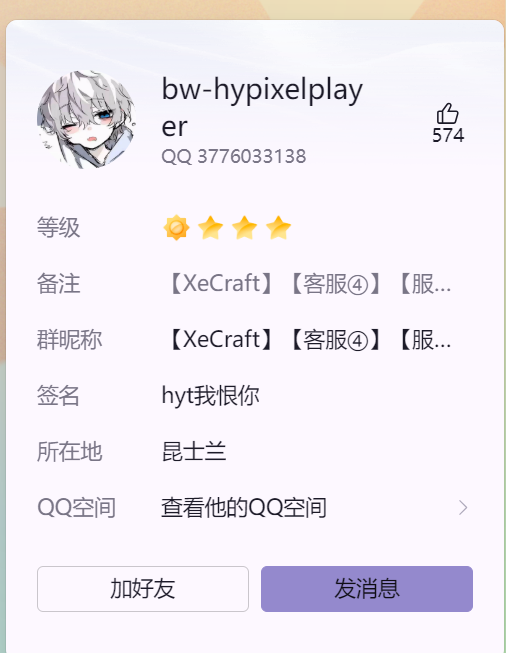 bw-hypixelplay
er
574
QQ 3776033138
等级
备注 【XeCraft】【客服④】【服...
群昵称 【XeCraft】【客服④】【服...
签名 hyt我恨你
所在地 昆士兰
QQ空间 查看他的QQ空间
加好友 发消息